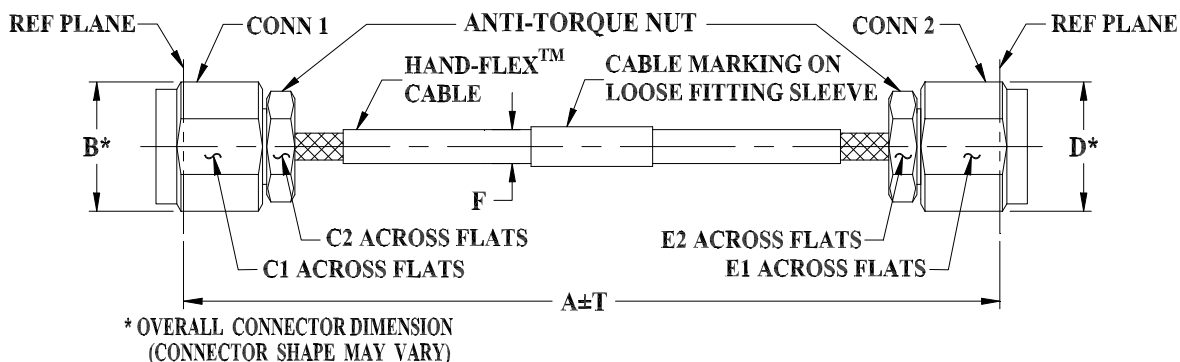 REF PLANE
CONN 1
ANTI-TORQUE NUT
CONN 2
REF PLANE
HAND-FLEX™
CABLE
CABLE MARKING ON
LOOSE FITTING SLEEVE
B*
D*
F
C2 ACROSS FLATS
E2 ACROSS FLATS
C1 ACROSS FLATS
E1 ACROSS FLATS
A±T
* OVERALL CONNECTOR DIMENSION
(CONNECTOR SHAPE MAY VARY)